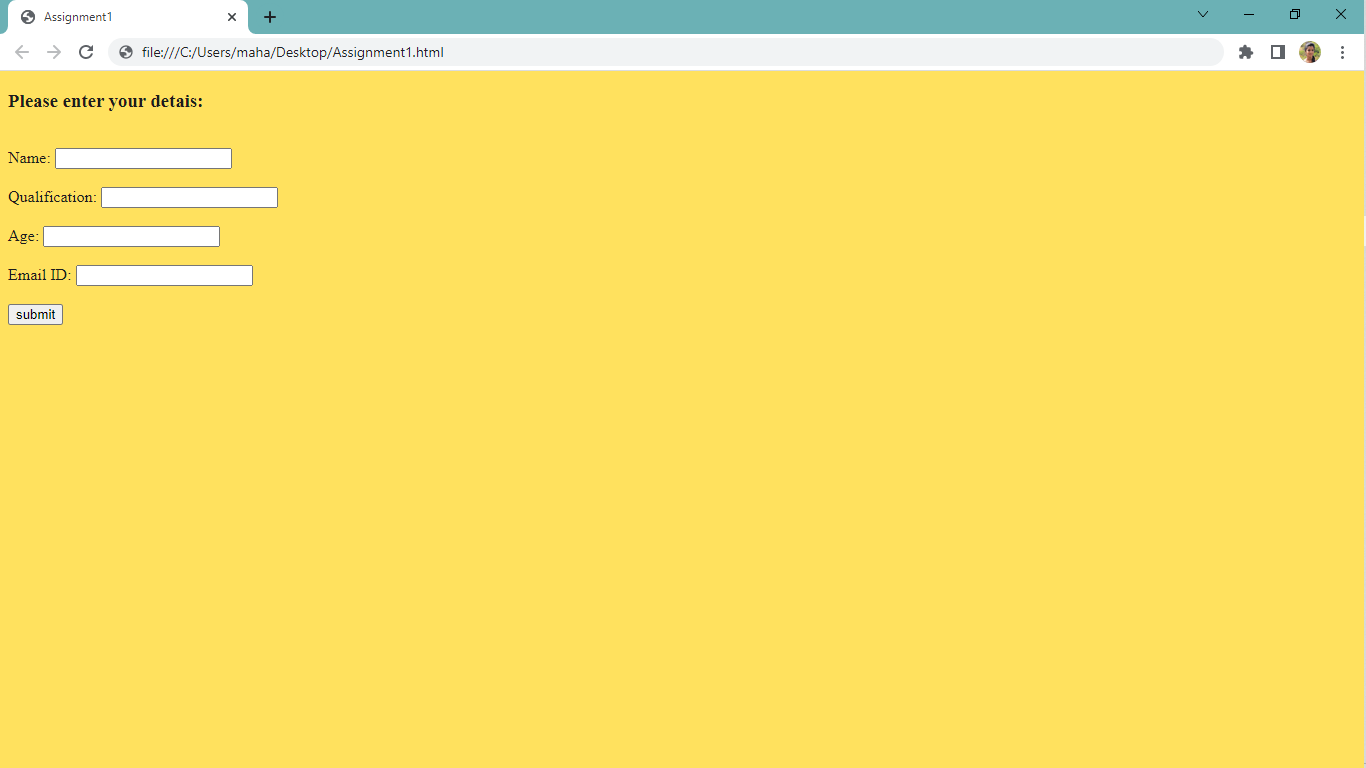 Assignment1
file:///C:/Users/maha/Desktop/Assignment1.html
Please enter your detais:
Name:
Qualification:
Age:
Email ID:
submit